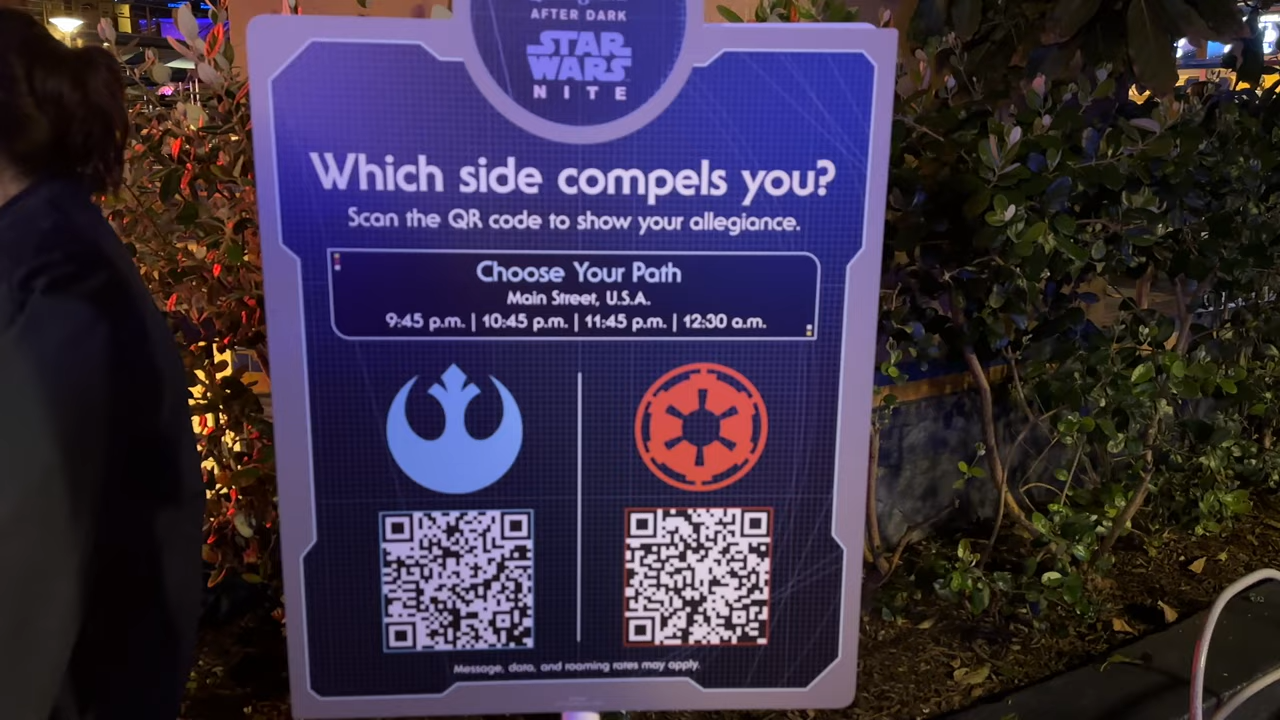 AFTER DARK
STAR
WARS
NITE
Which side compels you?
Scan the QR code to show your allegiance.
Choose Your Path
Main Street, U.S.A.
9:45 p.m. | 10:45 p.m. | 11:45 p.m. | 12:30 a.m.
Message, data, and roaming rates may apply.